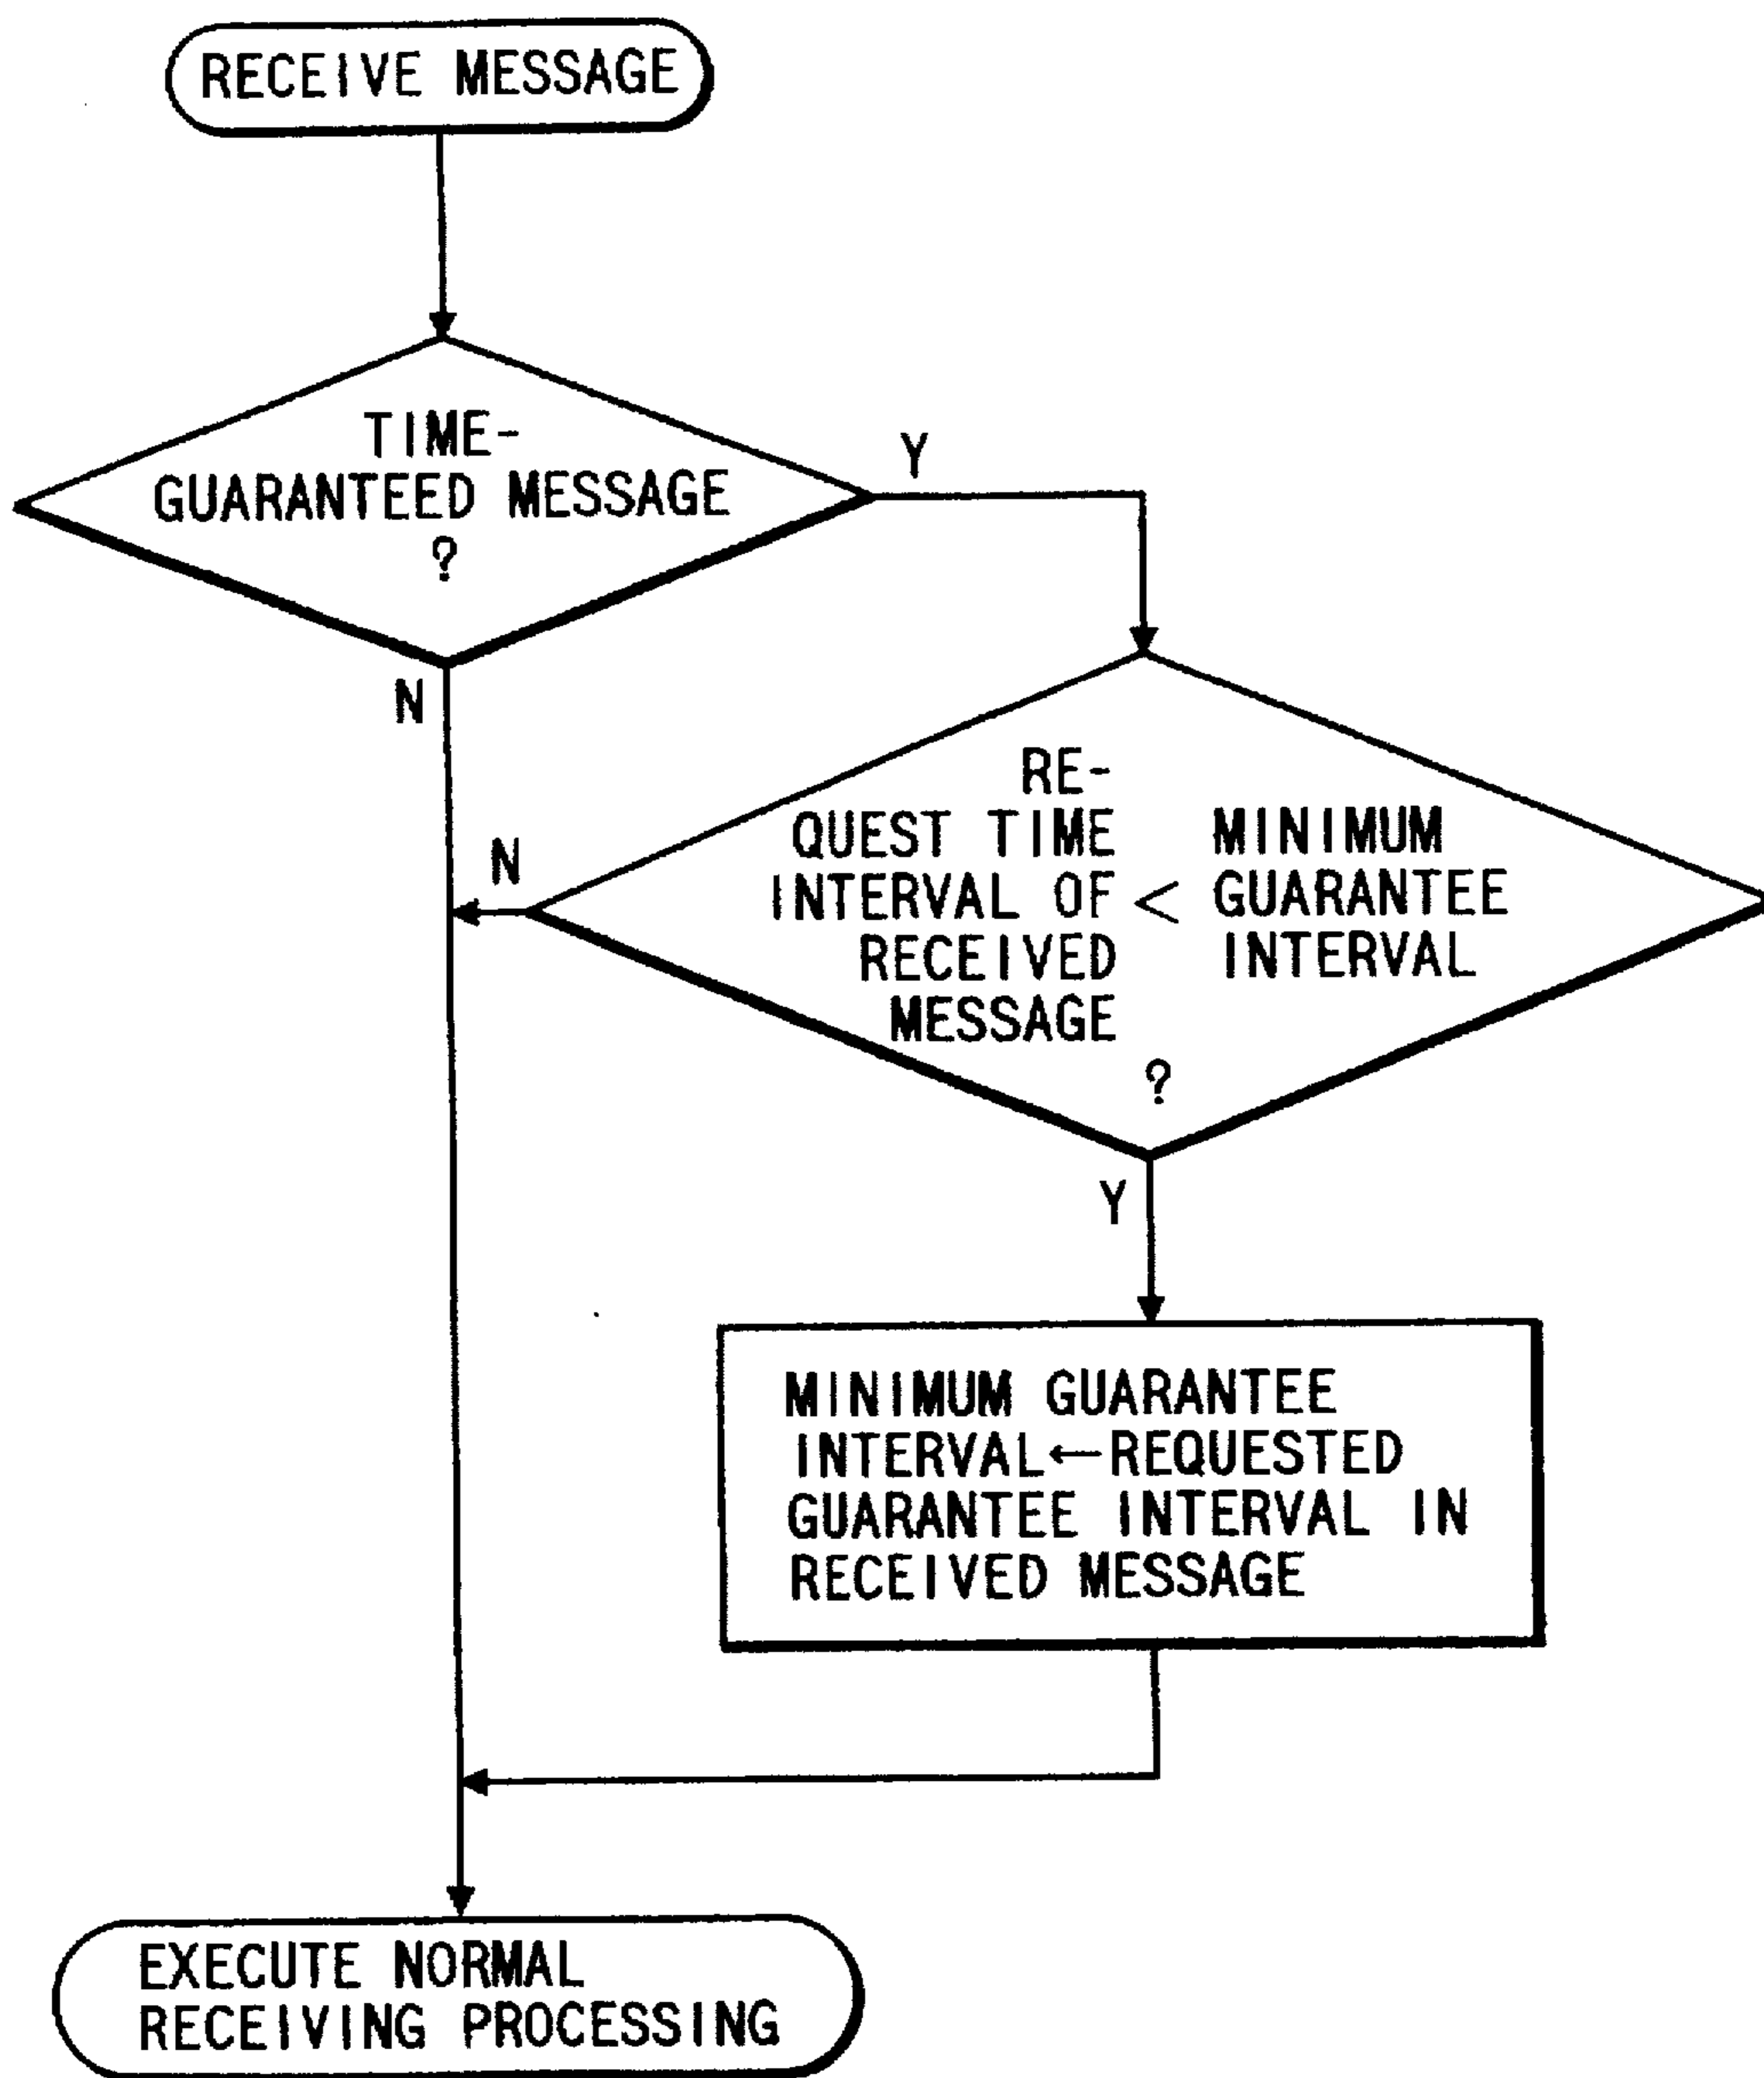 RECEIVE MESSAGE
TIME-
GUARANTEED MESSAGE
?
Y
N
RE-
QUEST TIME
INTERVAL OF
RECEIVED
MESSAGE
<
MINIMUM
GUARANTEE
INTERVAL
?
N
Y
MINIMUM GUARANTEE
INTERVAL←REQUESTED
GUARANTEE INTERVAL IN
RECEIVED MESSAGE
EXECUTE NORMAL
RECEIVING PROCESSING